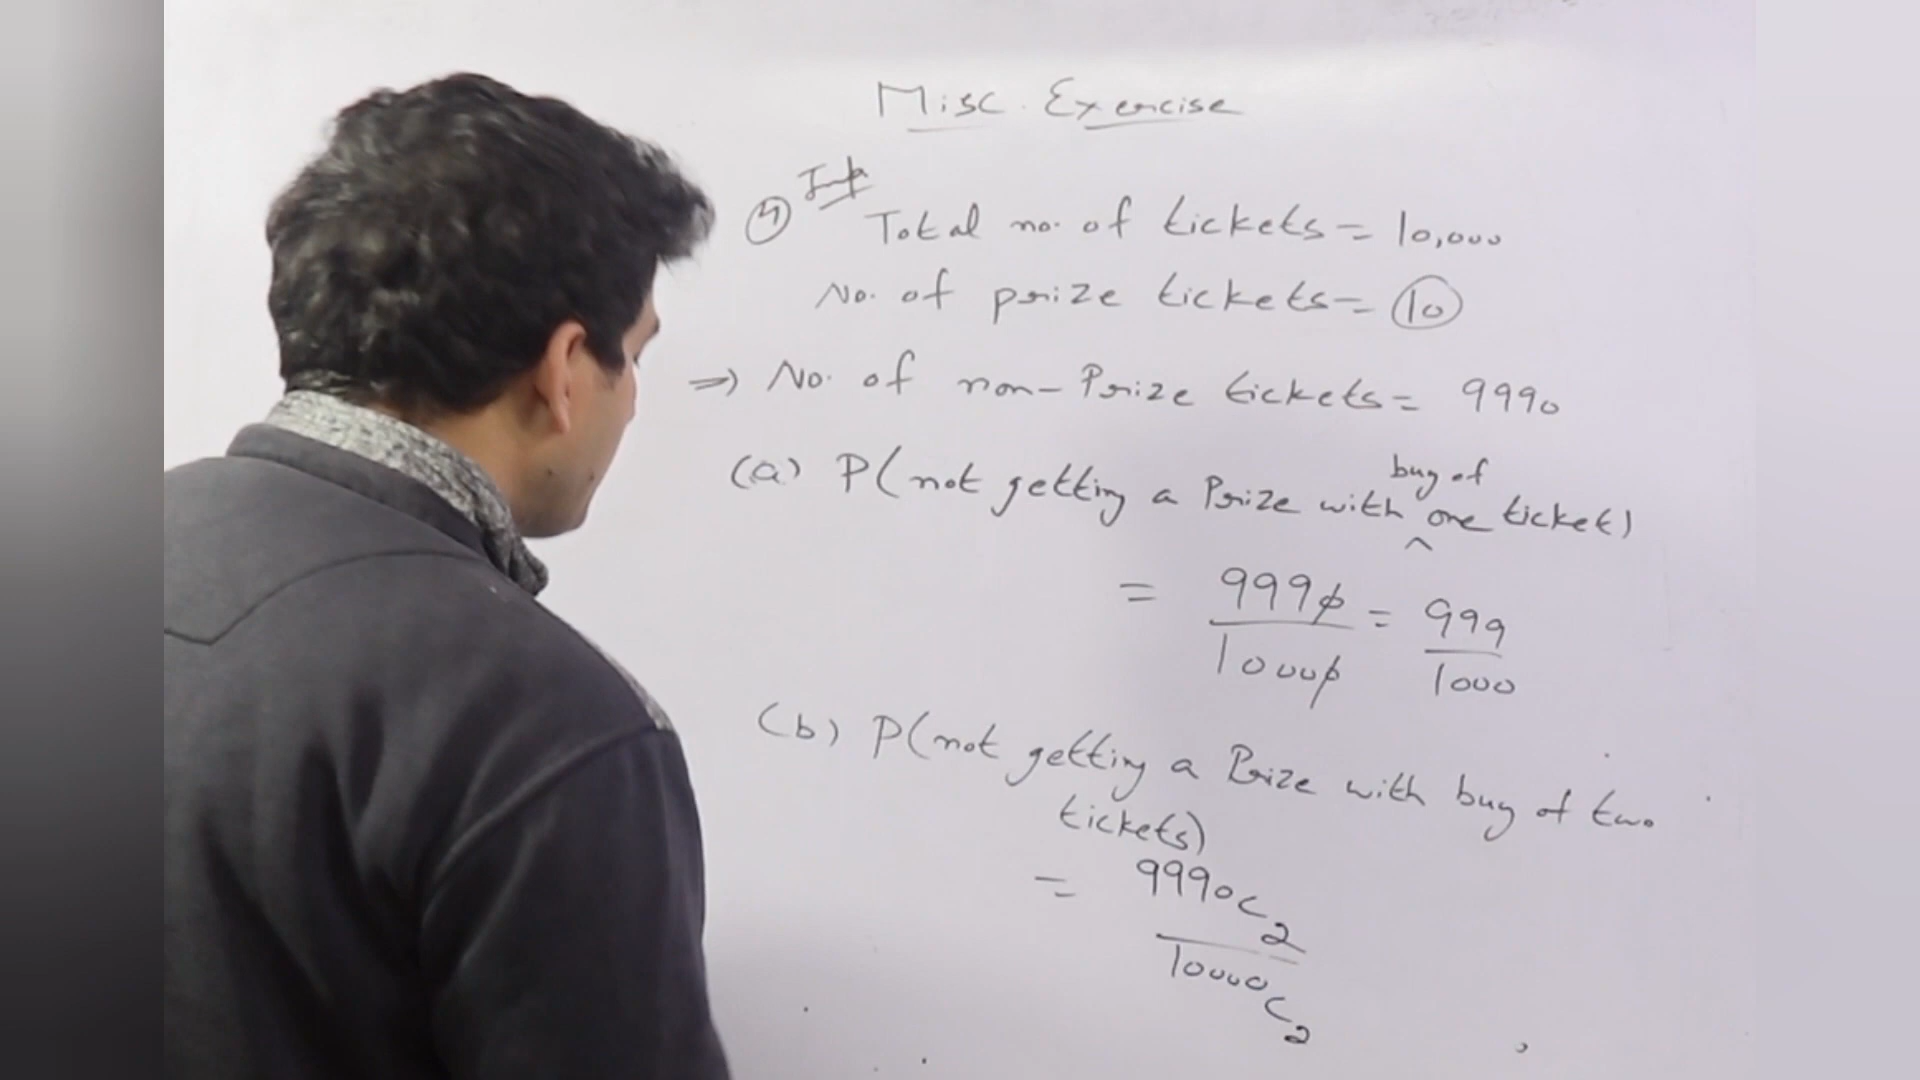 Misc. Exercise
④ Imp
Total no. of tickets = 10,000
No. of prize tickets = 10
⇒ No. of non-Prize tickets = 9990
(a) P(not getting a Prize with buy of one ticket)
= 9990/10000 = 999/1000
(b) P(not getting a Prize with buy of two
tickets)
= 9990C2
10000C2